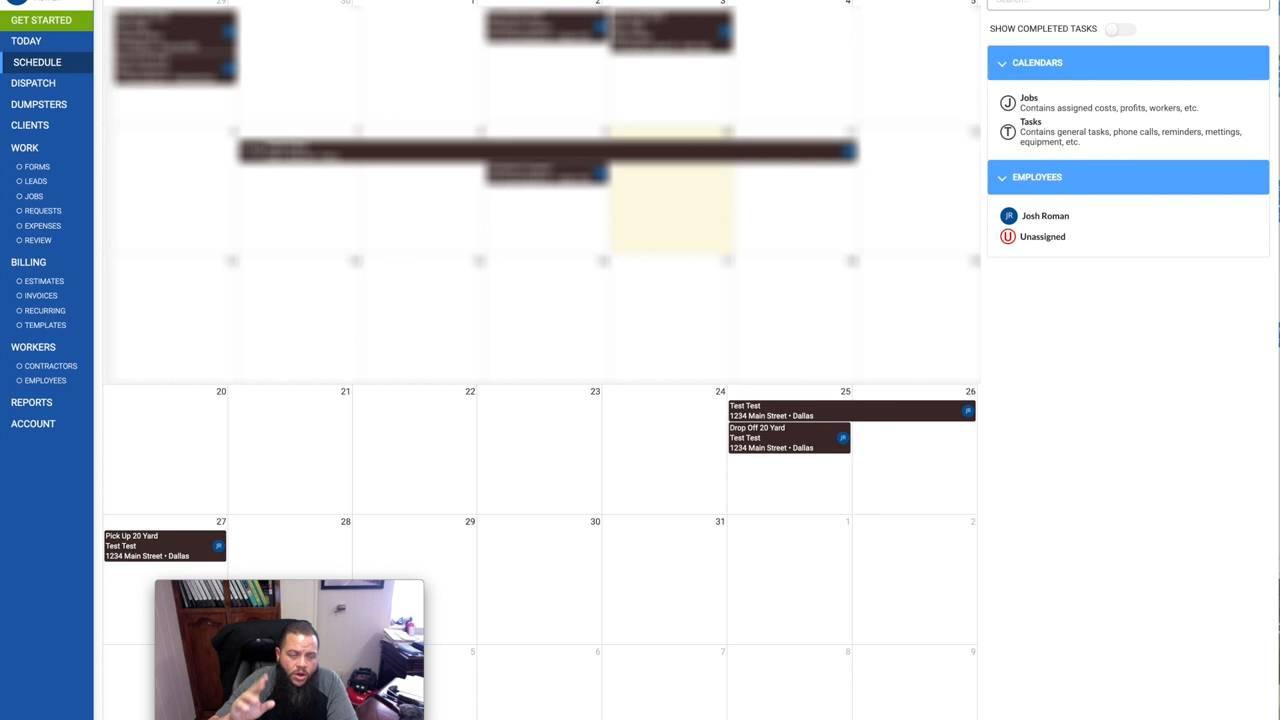 GET STARTED
TODAY
SCHEDULE
DISPATCH
DUMPSTERS
CLIENTS
WORK
FORMS
LEADS
JOBS
REQUESTS
EXPENSES
REVIEW
BILLING
ESTIMATES
INVOICES
RECURRING
TEMPLATES
WORKERS
CONTRACTORS
EMPLOYEES
REPORTS
ACCOUNT
20 21 22 23 24 25 26
Test Test
1234 Main Street • Dallas
JR
Drop Off 20 Yard
Test Test
1234 Main Street • Dallas
JR
27 28 29 30 31 1 2
Pick Up 20 Yard
Test Test
1234 Main Street • Dallas
JR
5 6 7 8 9
SHOW COMPLETED TASKS
CALENDARS
J Jobs
Contains assigned costs, profits, workers, etc.
T Tasks
Contains general tasks, phone calls, reminders, mettings,
equipment, etc.
EMPLOYEES
JR Josh Roman
U Unassigned